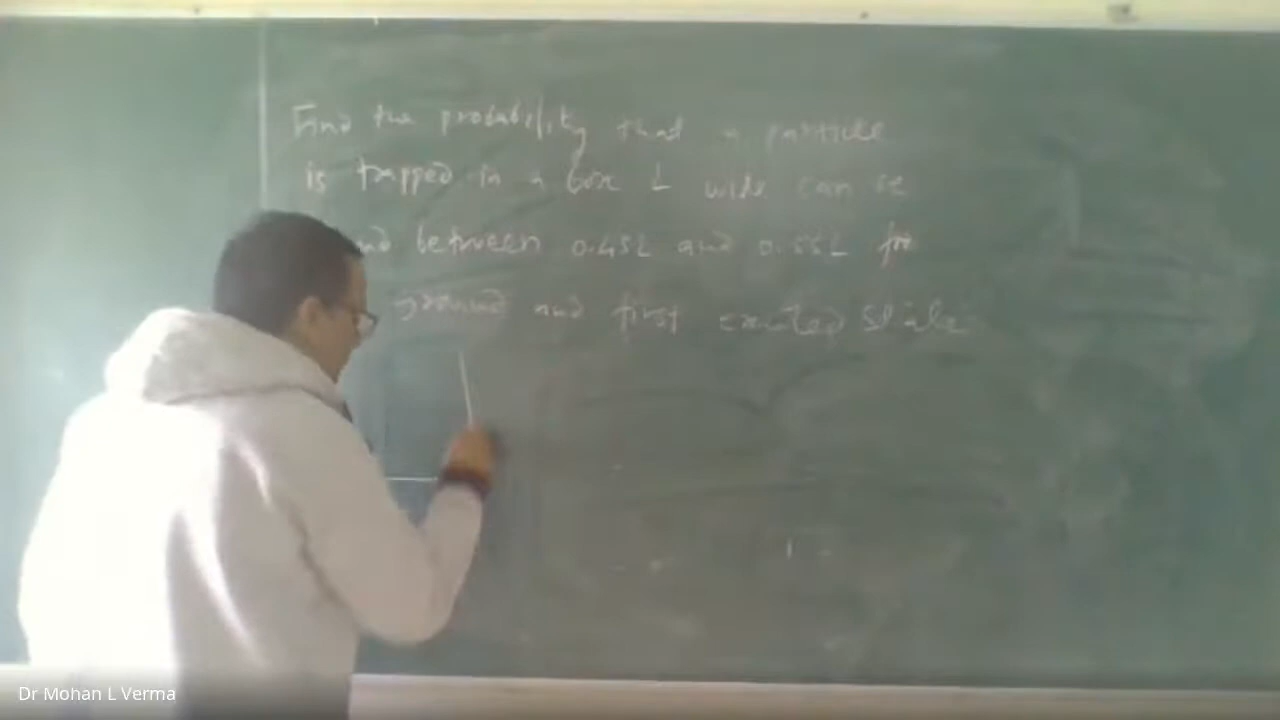 Find the probability that a particle
is trapped in a box L wide can be
between 0.45L and 0.55L for
ground and first excited state
Dr Mohan L Verma